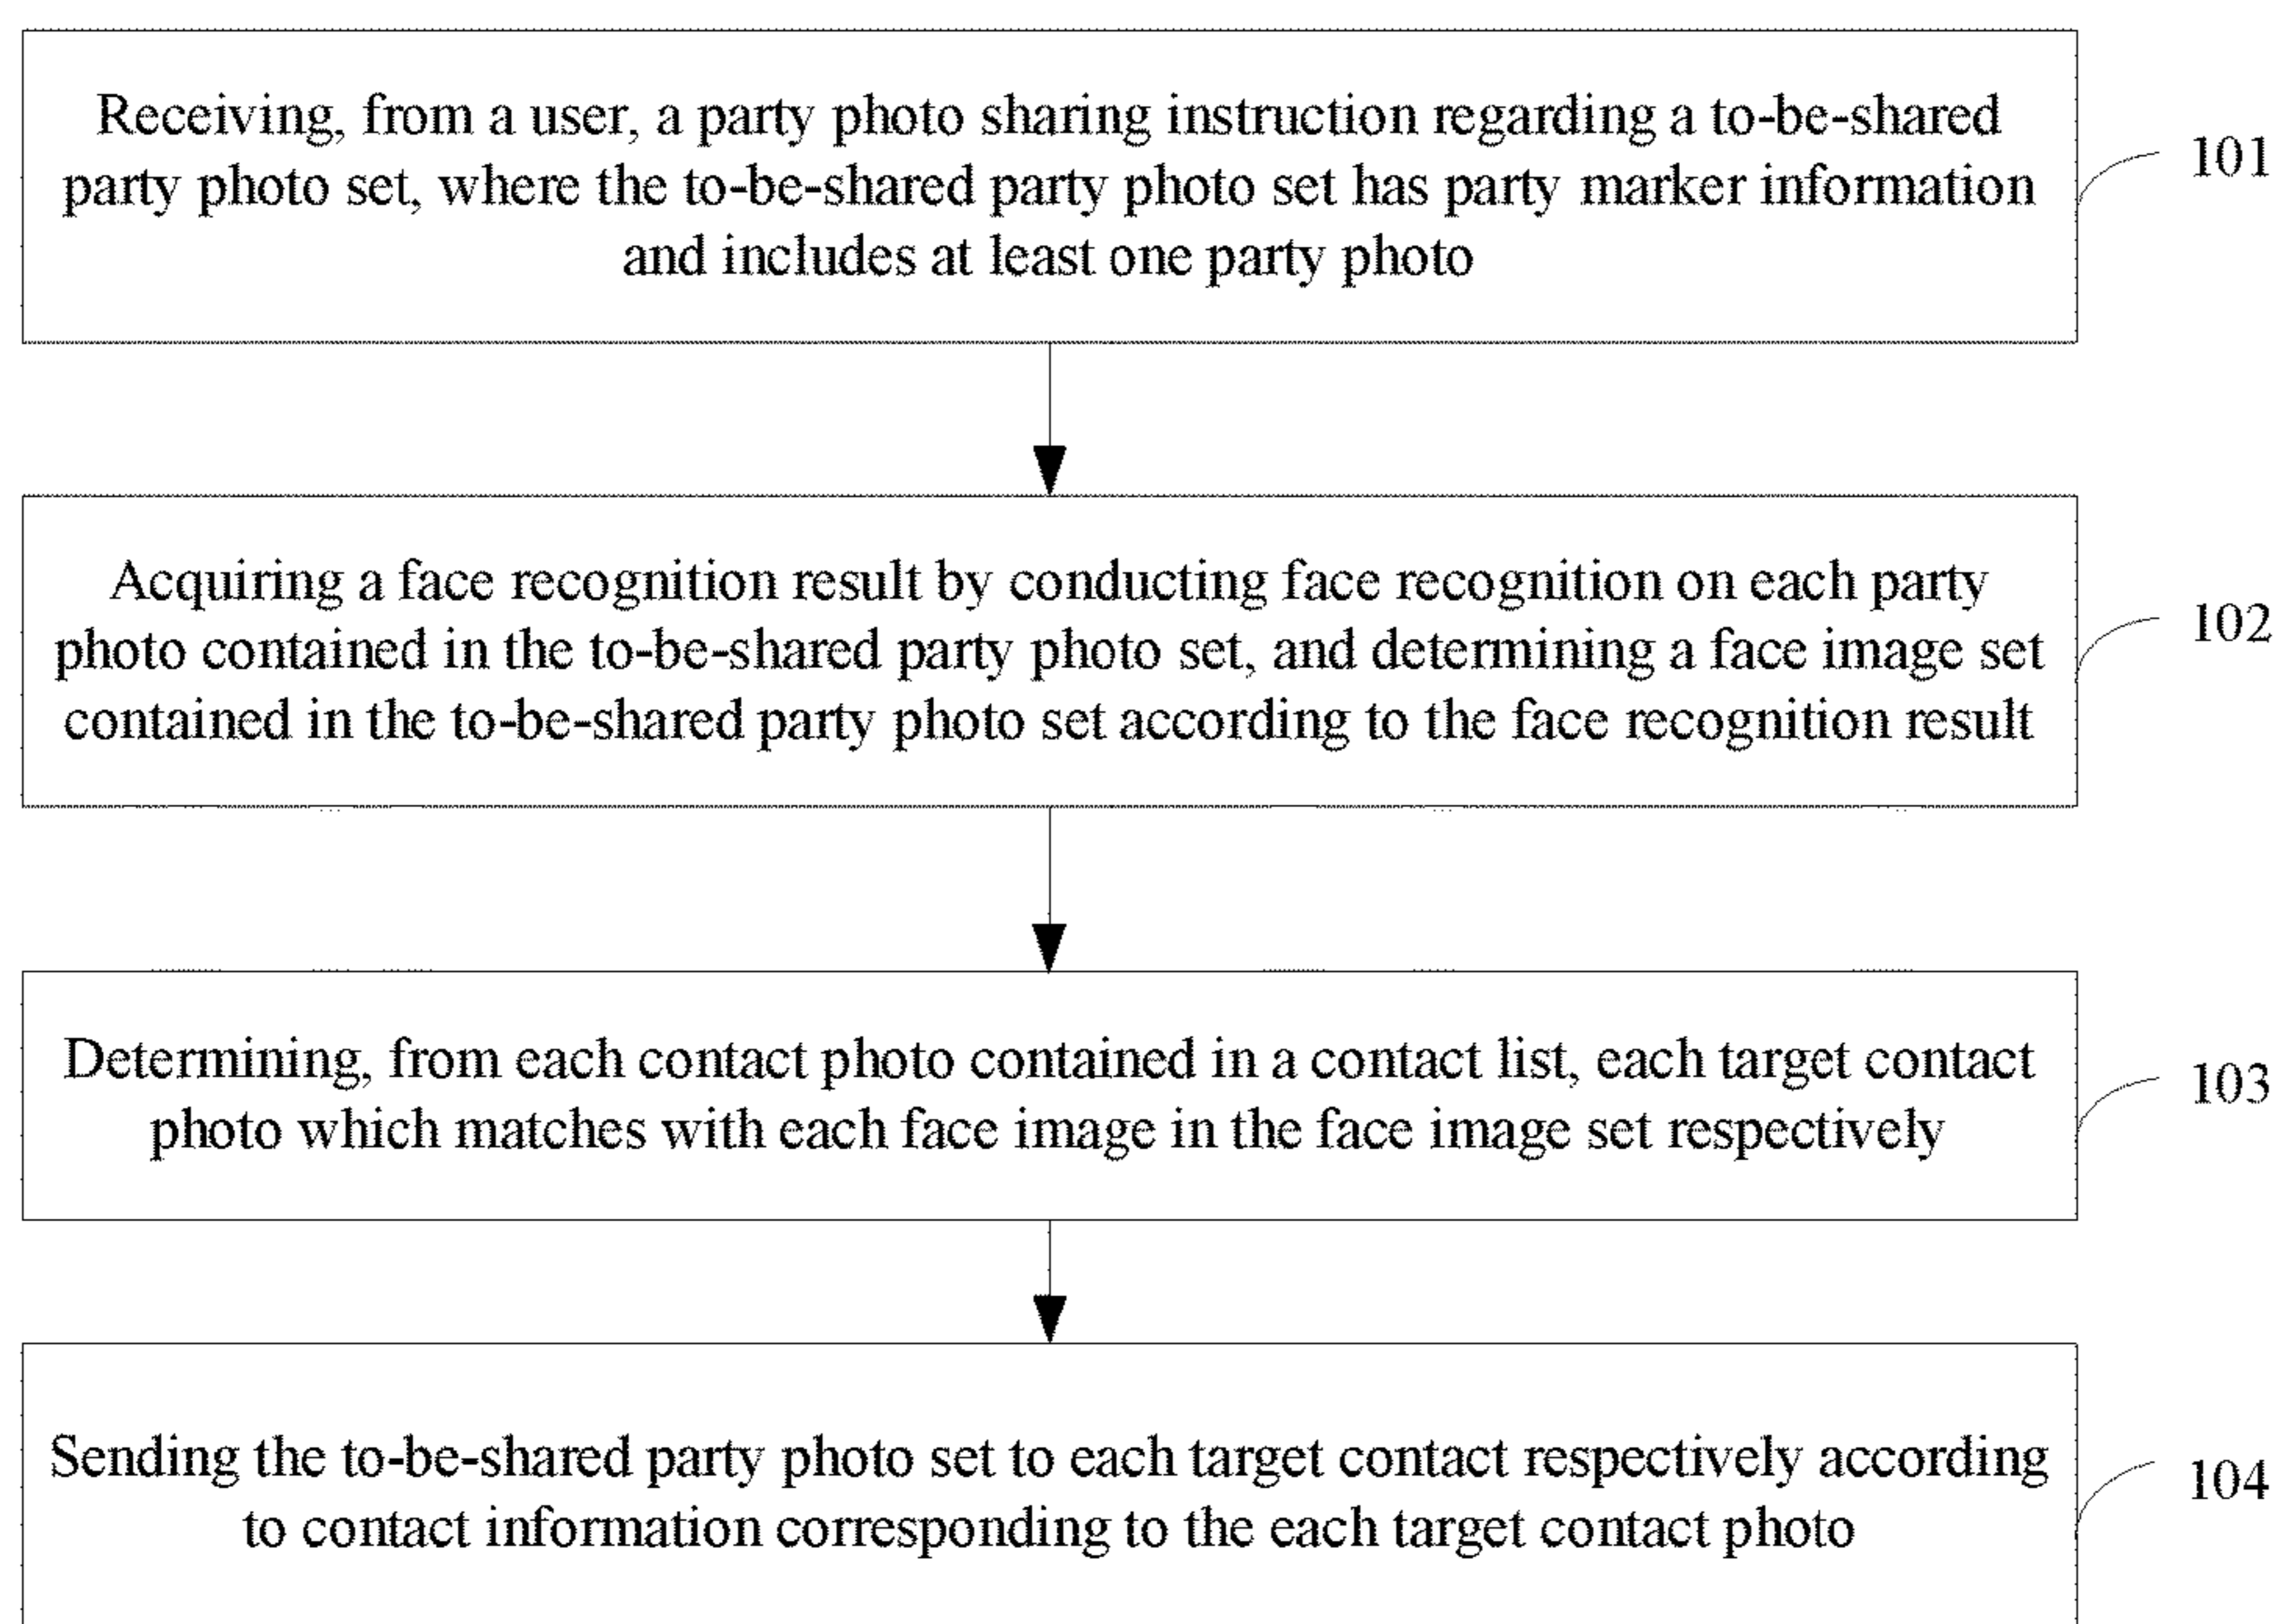 Receiving, from a user, a party photo sharing instruction regarding a to-be-shared
party photo set, where the to-be-shared party photo set has party marker information
and includes at least one party photo
101
Acquiring a face recognition result by conducting face recognition on each party
photo contained in the to-be-shared party photo set, and determining a face image set
contained in the to-be-shared party photo set according to the face recognition result
102
Determining, from each contact photo contained in a contact list, each target contact
photo which matches with each face image in the face image set respectively
103
Sending the to-be-shared party photo set to each target contact respectively according
to contact information corresponding to the each target contact photo
104